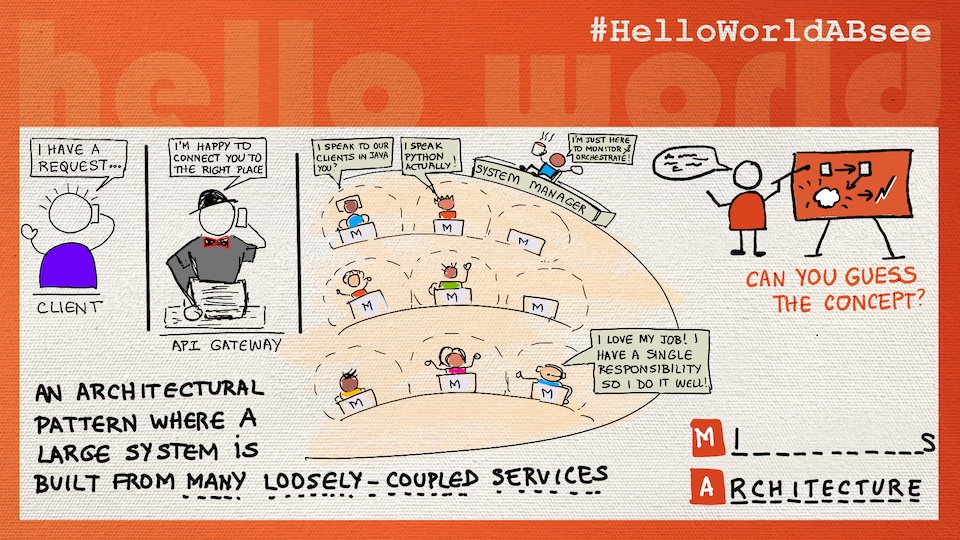 #HelloWorldABsee
hello world
I HAVE A
REQUEST...
CLIENT
I'M HAPPY TO
CONNECT YOU TO
THE RIGHT PLACE
API GATEWAY
I SPEAK TO OUR
CLIENTS IN JAVA
YOU?
I SPEAK
PYTHON
ACTUALLY!
I'M JUST HERE
TO MONITOR &
ORCHESTRATE!
SYSTEM MANAGER
M
M
M
M
M
M
M
M
M
I LOVE MY JOB! I
HAVE A SINGLE
RESPONSIBILITY
SO I DO IT WELL!
CAN YOU GUESS
THE CONCEPT?
AN ARCHITECTURAL
PATTERN WHERE A
LARGE SYSTEM IS
BUILT FROM MANY LOOSELY-COUPLED SERVICES
M I__________S
ARCHITECTURE